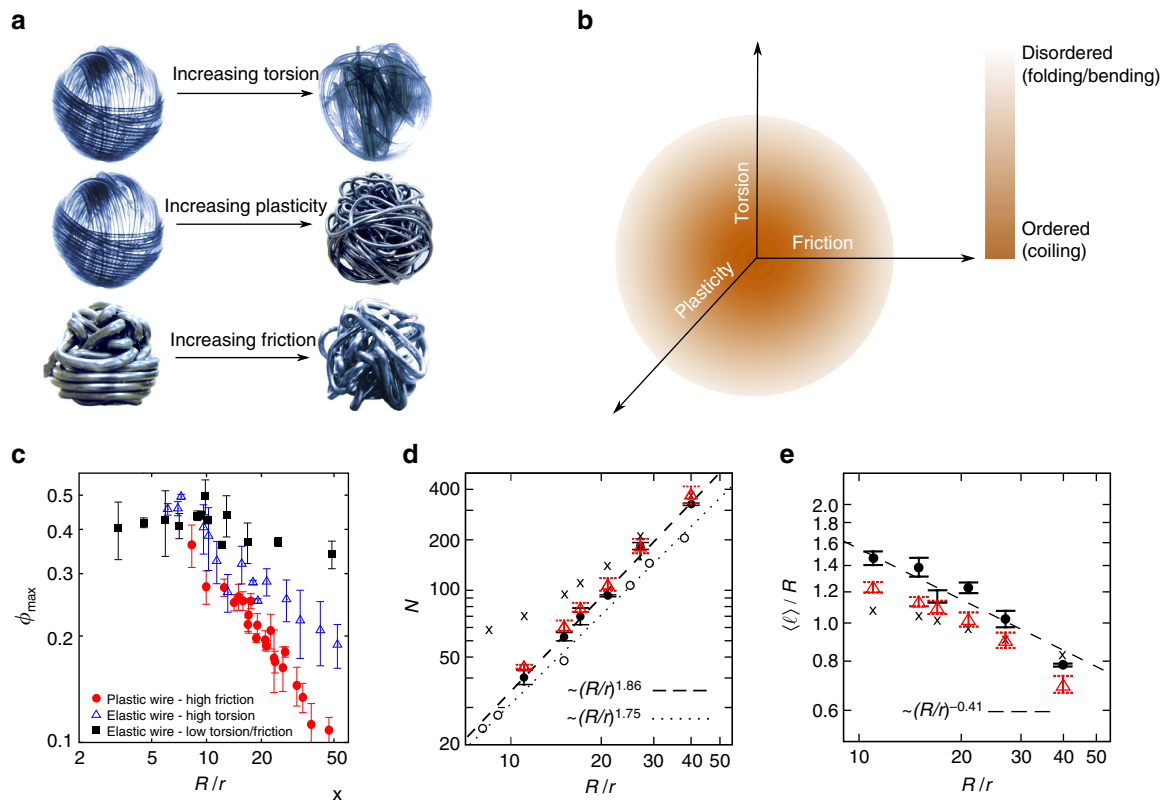 a
Increasing torsion
Increasing plasticity
Increasing friction
b
Torsion
Friction
Plasticity
Disordered
(folding/bending)
Ordered
(coiling)
c
ϕmax
0.5
0.4
0.3
0.2
0.1
Plastic wire - high friction
Elastic wire - high torsion
Elastic wire - low torsion/friction
2 5 10 20 50
R/r
x
d
N
400
200
100
50
20
~(R/r)^1.86
~(R/r)^1.75
10 20 30 50
R/r
e
⟨ℓ⟩/R
2.0
1.8
1.6
1.4
1.2
1.0
0.8
0.6
~(R/r)^−0.41
10 20 30 40 50
R/r